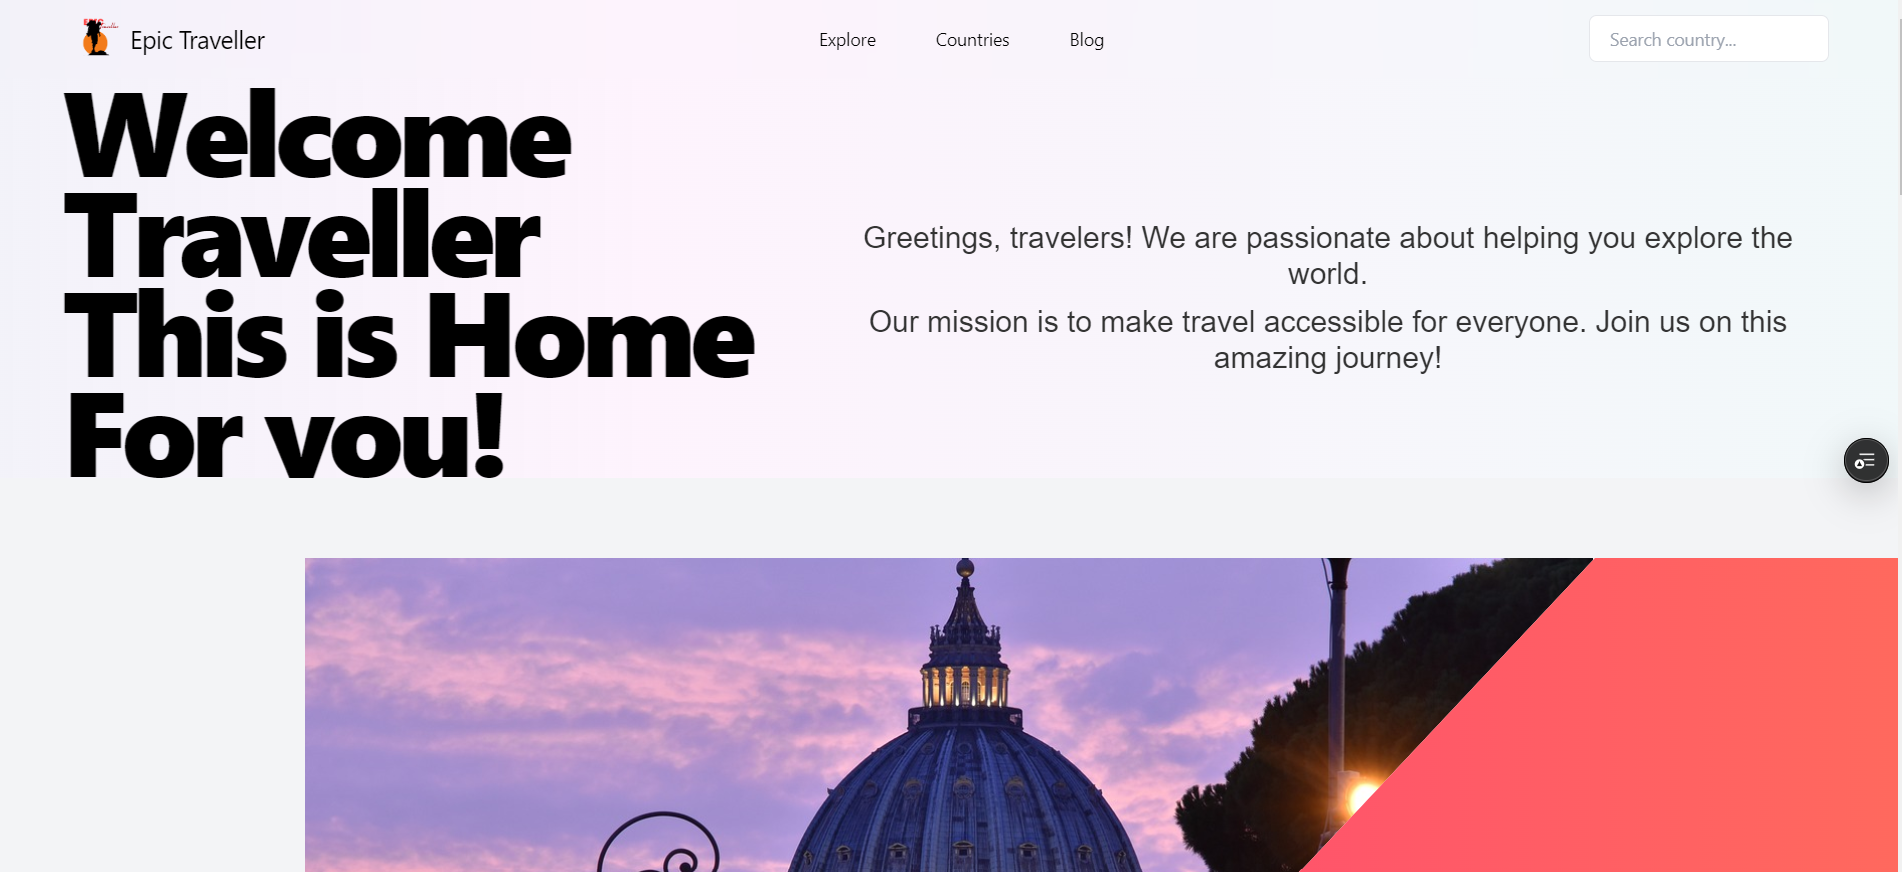 Epic Traveller
Explore
Countries
Blog
Search country...
Welcome
Traveller
This is Home
For you!
Greetings, travelers! We are passionate about helping you explore the
world.
Our mission is to make travel accessible for everyone. Join us on this
amazing journey!